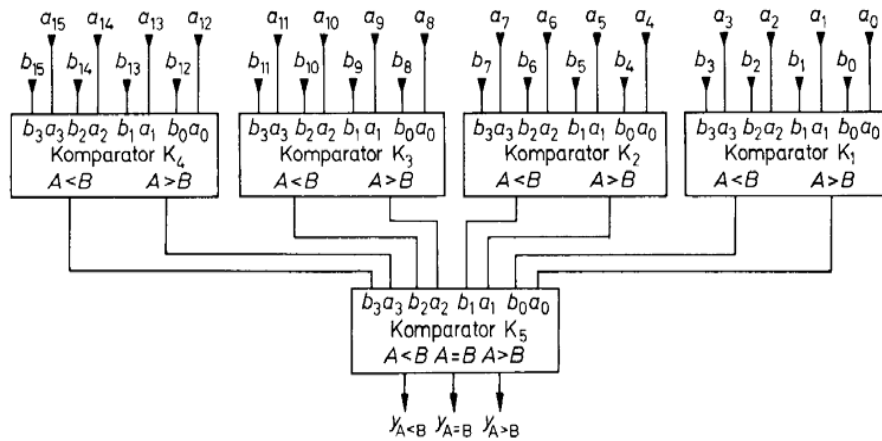 a15 a14 a13 a12 a11 a10 a9 a8 a7 a6 a5 a4 a3 a2 a1 a0
b15 b14 b13 b12 b11 b10 b9 b8 b7 b6 b5 b4 b3 b2 b1 b0
b3a3 b2a2 b1a1 b0a0 b3a3 b2a2 b1a1 b0a0 b3a3 b2a2 b1a1 b0a0 b3a3 b2a2 b1a1 b0a0
Komparator K4 Komparator K3 Komparator K2 Komparator K1
A<B A>B A<B A>B A<B A>B A<B A>B
b3a3 b2a2 b1a1 b0a0
Komparator K5
A<B A=B A>B
yA<B yA=B yA>B